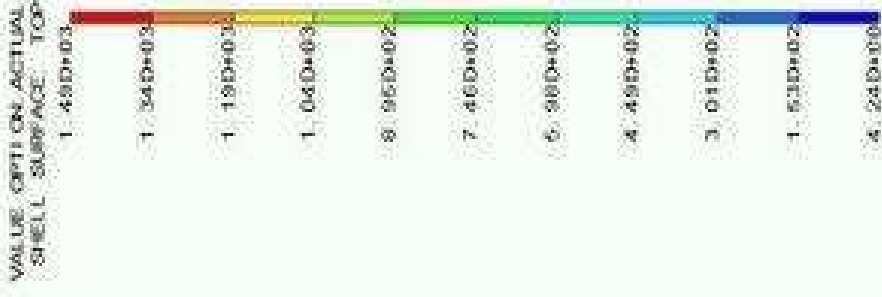 VALUE OPTION ACTUAL
SHELL SURFACE TOP
1.49D+03
1.34D+03
1.19D+03
1.04D+03
8.95D+02
7.46D+02
5.98D+02
4.49D+02
3.01D+02
1.53D+02
4.24D+00